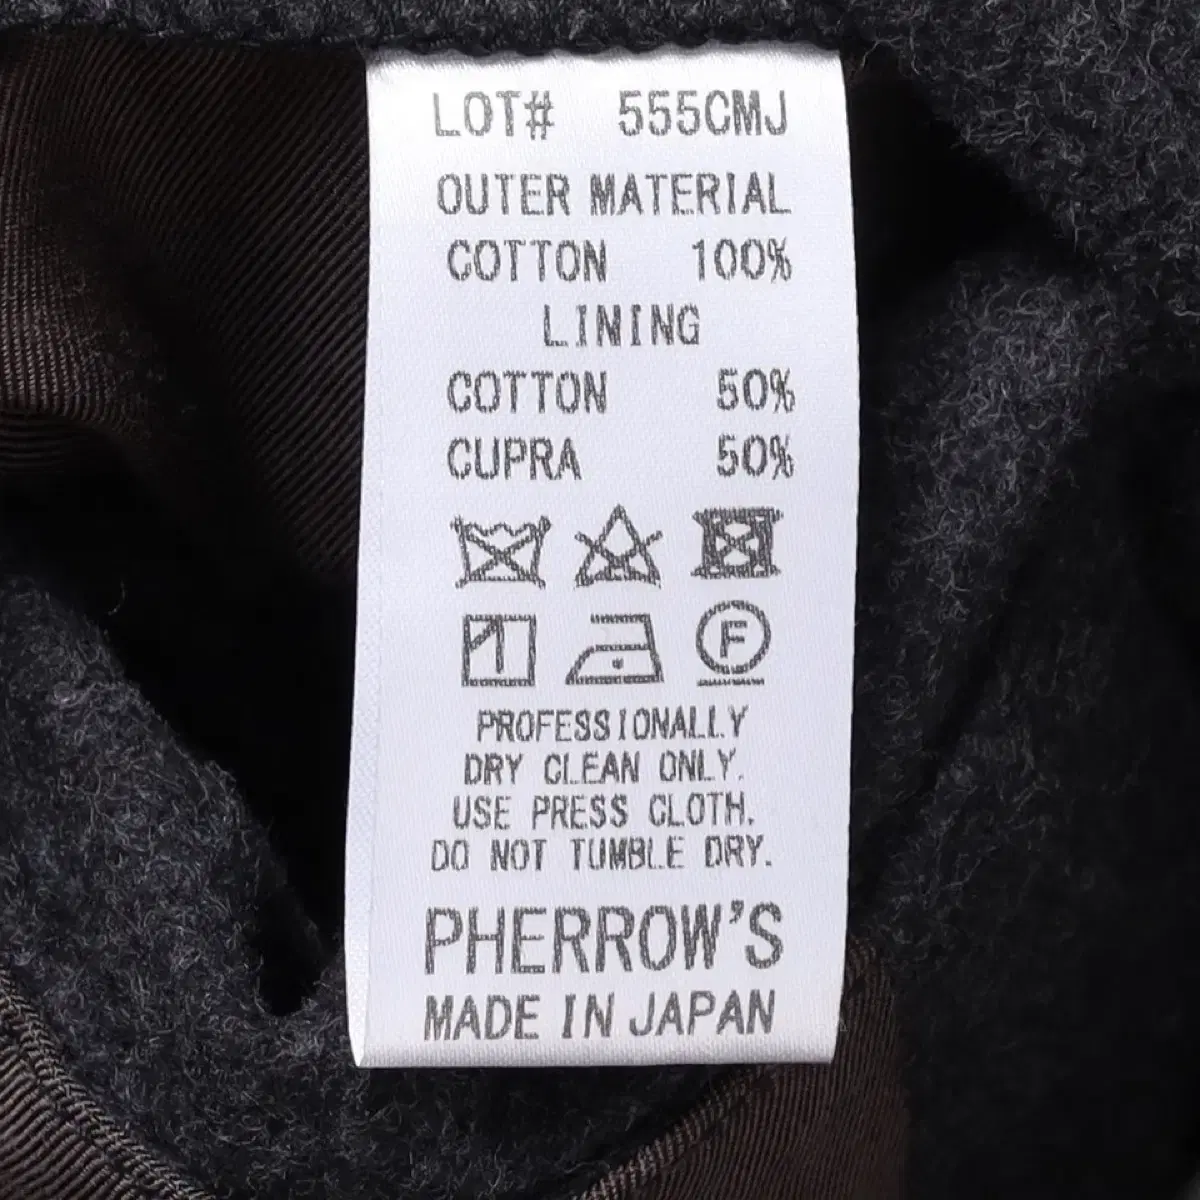 LOT# 555CMJ
OUTER MATERIAL
COTTON 100%
LINING
COTTON 50%
CUPRA 50%
F
PROFESSIONALLY
DRY CLEAN ONLY.
USE PRESS CLOTH.
DO NOT TUMBLE DRY.
PHERROW'S
MADE IN JAPAN